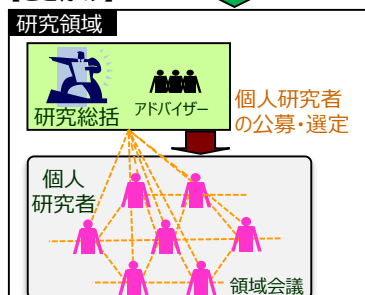 研究領域
研究総括
アドバイザー
個人研究者
の公募・選定
個人
研究者
領域会議